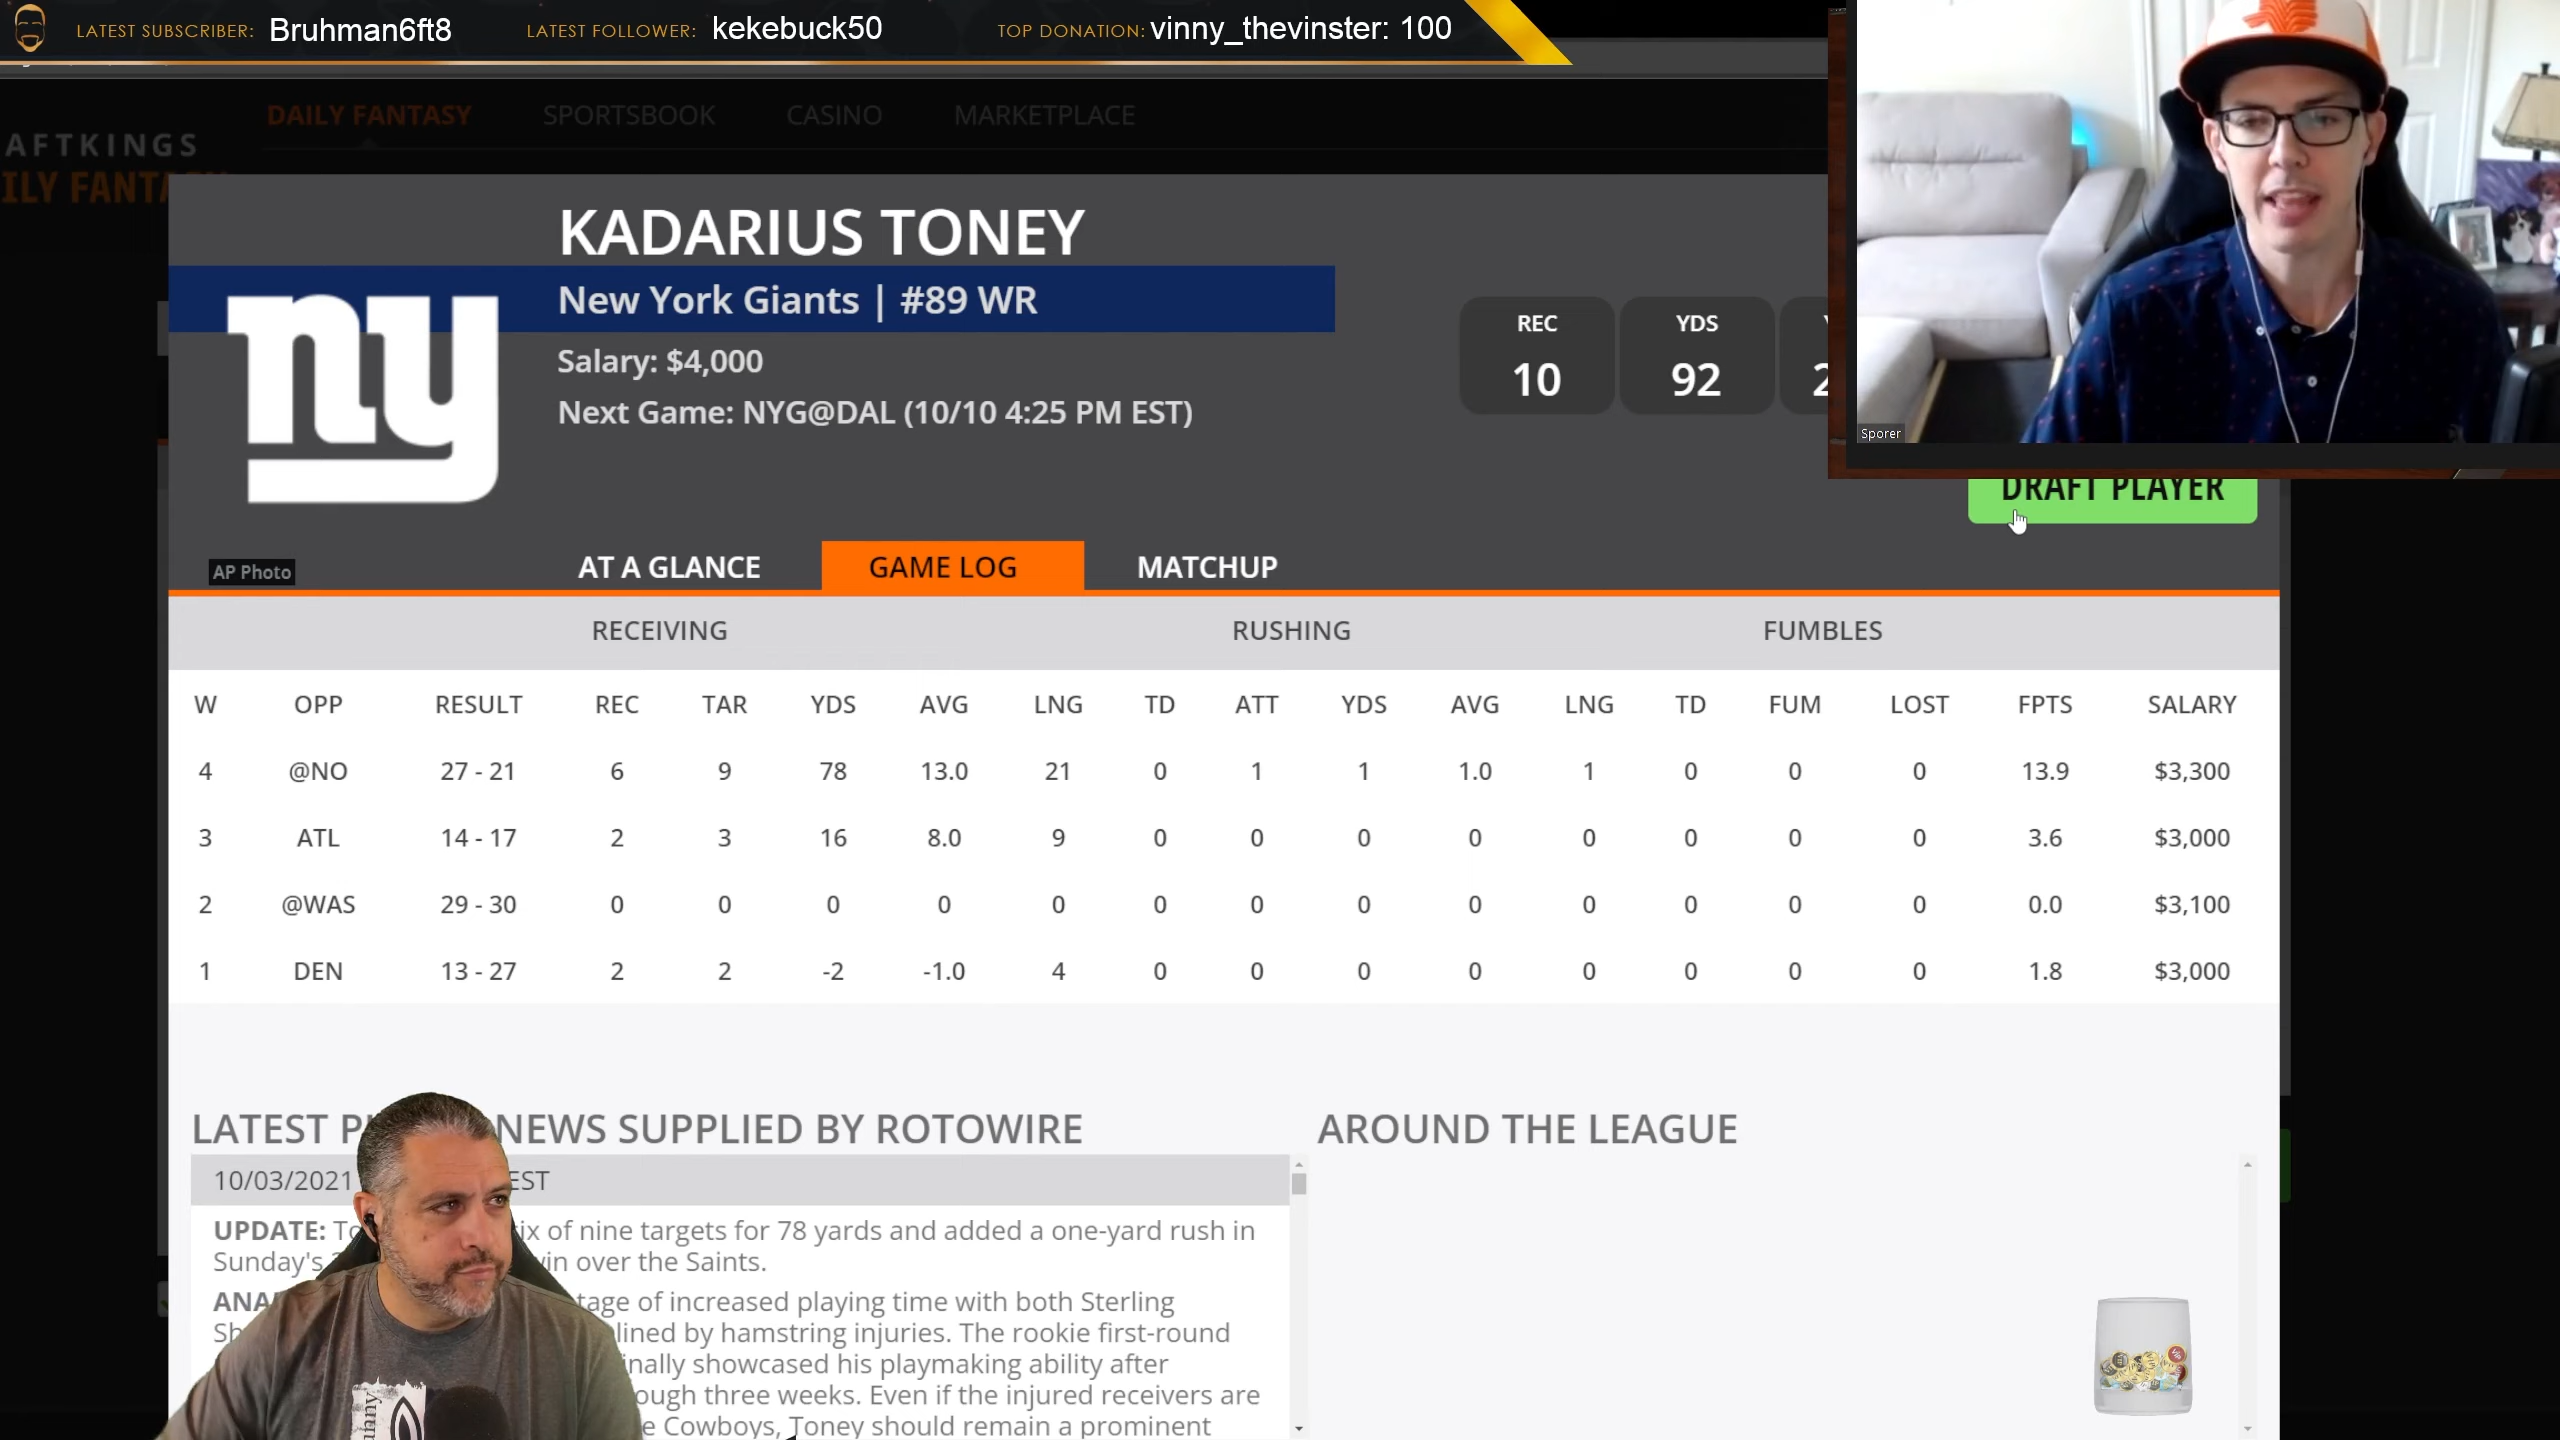 LATEST SUBSCRIBER: Bruhman6ft8 LATEST FOLLOWER: kekebuck50 TOP DONATION: vinny_thevinster: 100
DAILY FANTASY SPORTSBOOK CASINO MARKETPLACE
AFTKINGS
ILY FANTA
KADARIUS TONEY
New York Giants | #89 WR
ny
Salary: $4,000
Next Game: NYG@DAL (10/10 4:25 PM EST)
REC YDS
10 92 2
Sporer
DRAFT PLAYER
AP Photo
AT A GLANCE GAME LOG MATCHUP
RECEIVING RUSHING FUMBLES
W OPP RESULT REC TAR YDS AVG LNG TD ATT YDS AVG LNG TD FUM LOST FPTS SALARY
4 @NO 27 - 21 6 9 78 13.0 21 0 1 1 1.0 1 0 0 0 13.9 $3,300
3 ATL 14 - 17 2 3 16 8.0 9 0 0 0 0 0 0 0 0 3.6 $3,000
2 @WAS 29 - 30 0 0 0 0 0 0 0 0 0 0 0 0 0 0.0 $3,100
1 DEN 13 - 27 2 2 -2 -1.0 4 0 0 0 0 0 0 0 0 1.8 $3,000
LATEST P NEWS SUPPLIED BY ROTOWIRE
AROUND THE LEAGUE
10/03/2021 EST
UPDATE: To ix of nine targets for 78 yards and added a one-yard rush in
Sunday's win over the Saints.
ANA tage of increased playing time with both Sterling
Sh lined by hamstring injuries. The rookie first-round
inally showcased his playmaking ability after
ough three weeks. Even if the injured receivers are
e Cowboys, Toney should remain a prominent